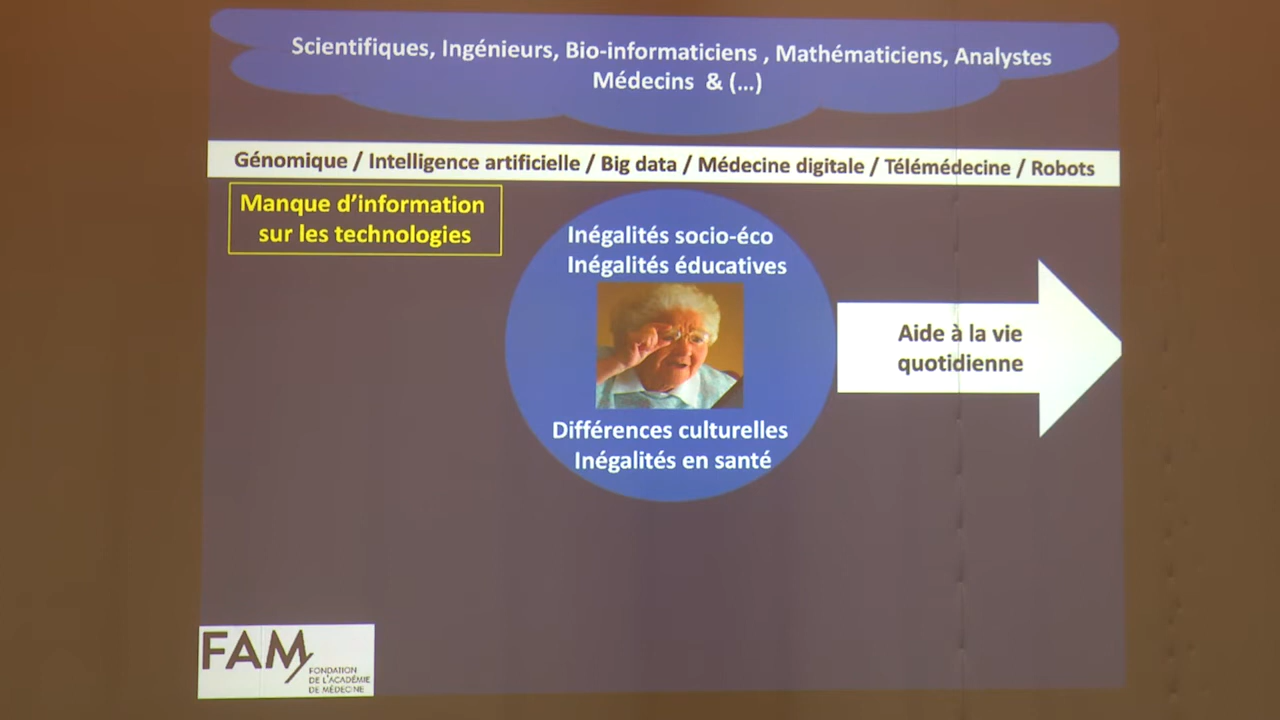 Scientifiques, Ingénieurs, Bio-informaticiens , Mathématiciens, Analystes
Médecins & (...)
Génomique / Intelligence artificielle / Big data / Médecine digitale / Télémédecine / Robots
Manque d'information
sur les technologies
Inégalités socio-éco
Inégalités éducatives
Différences culturelles
Inégalités en santé
Aide à la vie
quotidienne
FAM
FONDATION
DE L'ACADÉMIE
DE MÉDECINE